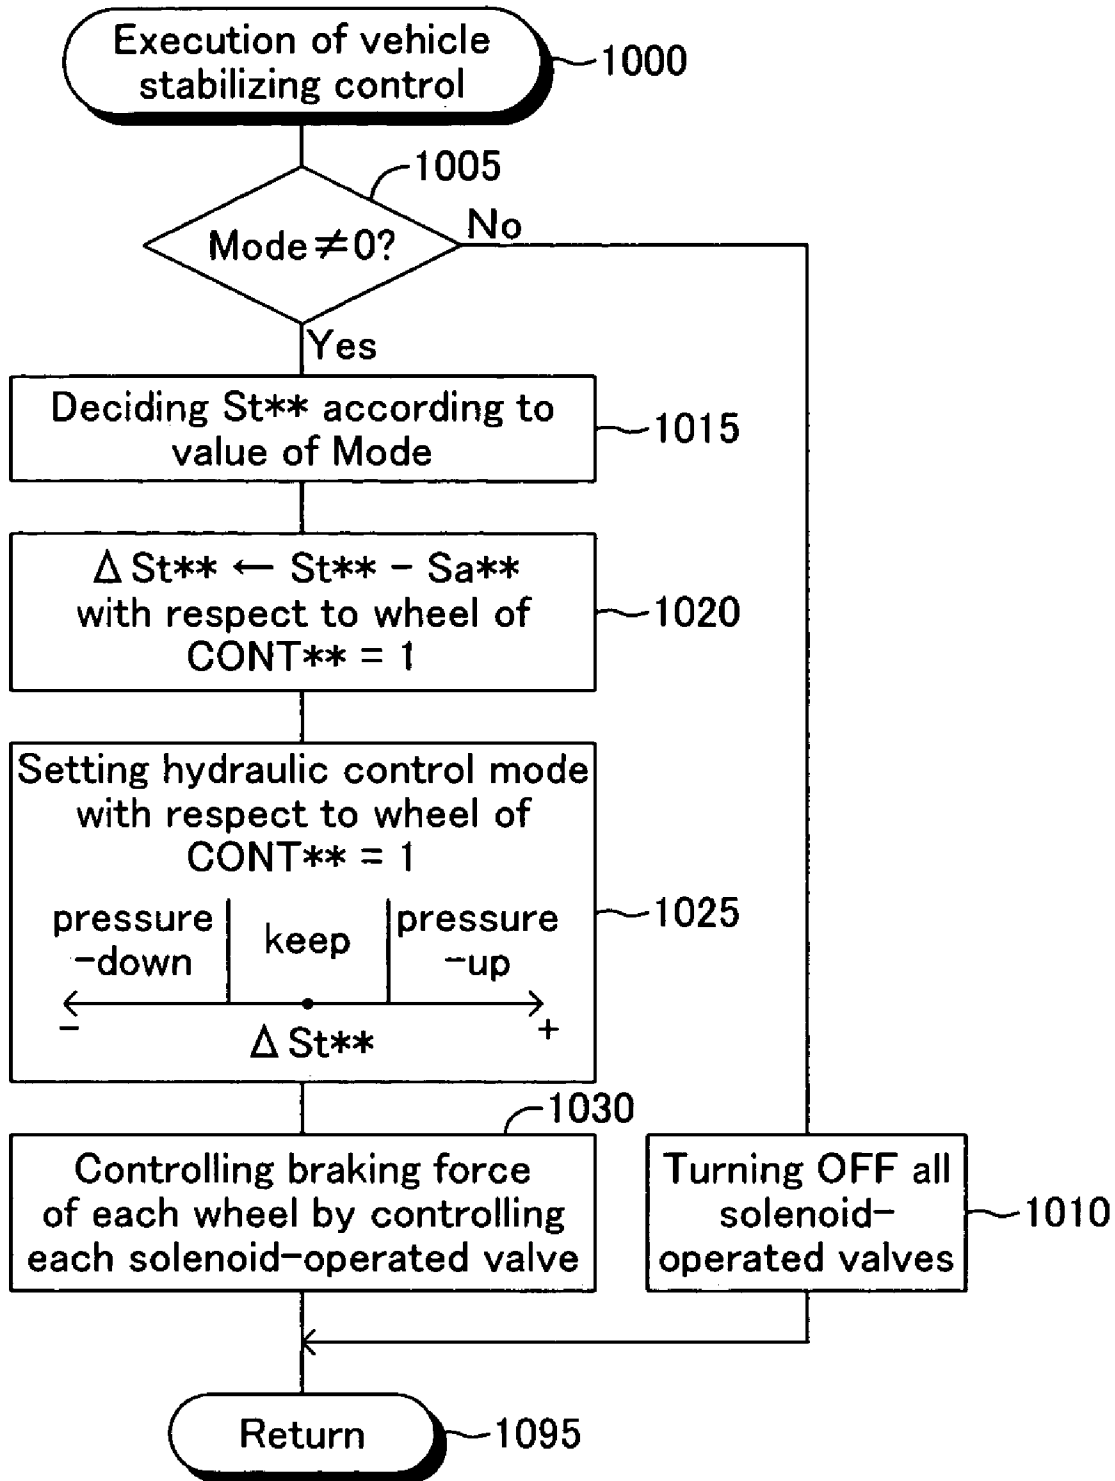 Execution of vehicle
stabilizing control
1000
1005
Mode≠0?
No
Yes
Deciding St** according to
value of Mode
1015
Δ St** ← St** - Sa**
with respect to wheel of
CONT** = 1
1020
Setting hydraulic control mode
with respect to wheel of
CONT** = 1
pressure
-down
keep
pressure
-up
- +
Δ St**
1025
1030
Controlling braking force
of each wheel by controlling
each solenoid-operated valve
Turning OFF all
solenoid-
operated valves
1010
Return
1095